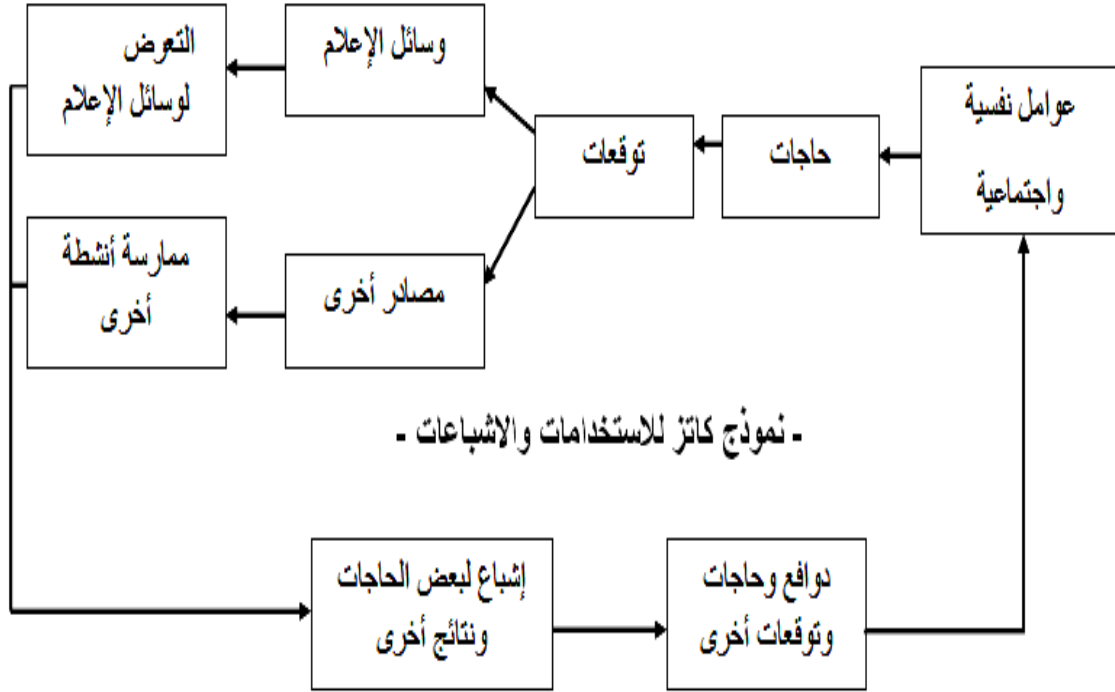 عوامل نفسية
واجتماعية
حاجات
توقعات
وسائل الإعلام
التعرض
لوسائل الإعلام
مصادر أخرى
ممارسة أنشطة
أخرى
- نموذج كاتز للاستخدامات والاشباعات -
إشباع لبعض الحاجات
ونتائج أخرى
دوافع وحاجات
وتوقعات أخرى